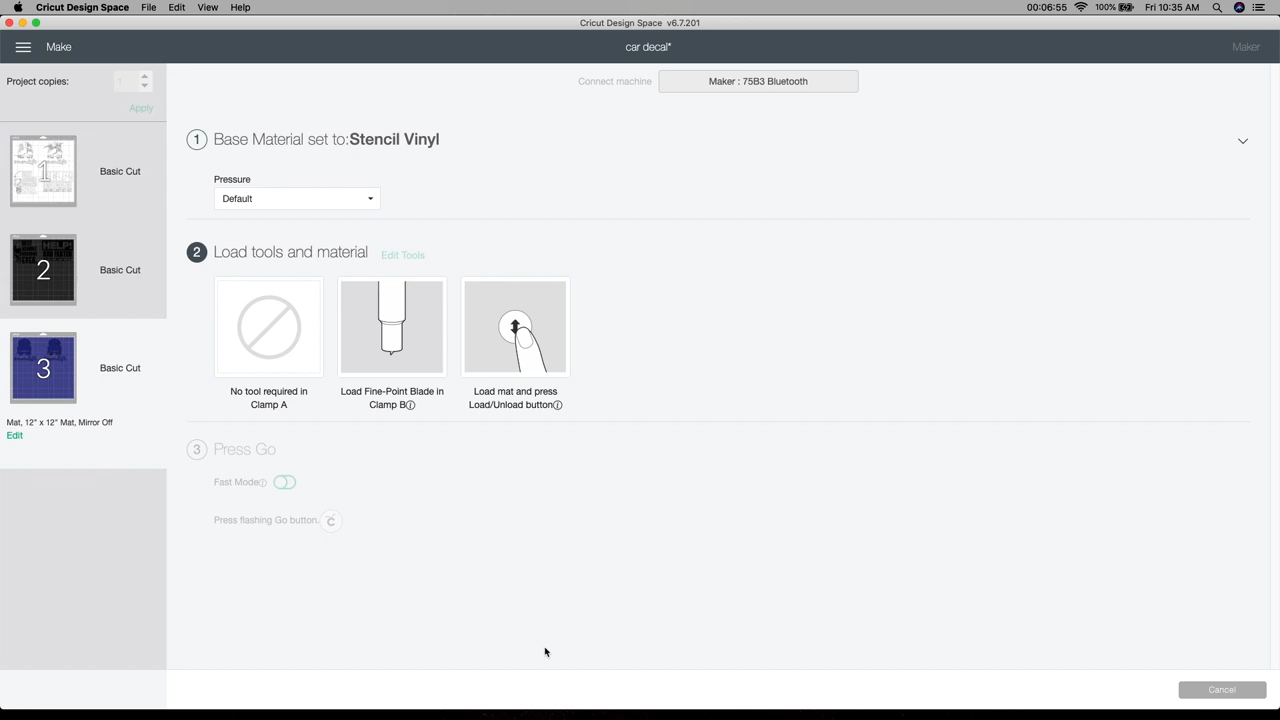 Cricut Design Space File Edit View Help 00:06:55 100% Fri 10:35 AM
Cricut Design Space v6.7.201
Make car decal* Maker
Project copies: 1
Apply
Connect machine Maker : 75B3 Bluetooth
1 Base Material set to:Stencil Vinyl
Pressure
Default
1 Basic Cut
2 Basic Cut
3 Basic Cut
HELP!
Mat, 12" x 12" Mat, Mirror Off
Edit
2 Load tools and material Edit Tools
No tool required in
Clamp A
Load Fine-Point Blade in
Clamp B
Load mat and press
Load/Unload button
3 Press Go
Fast Mode
Press flashing Go button.
Cancel